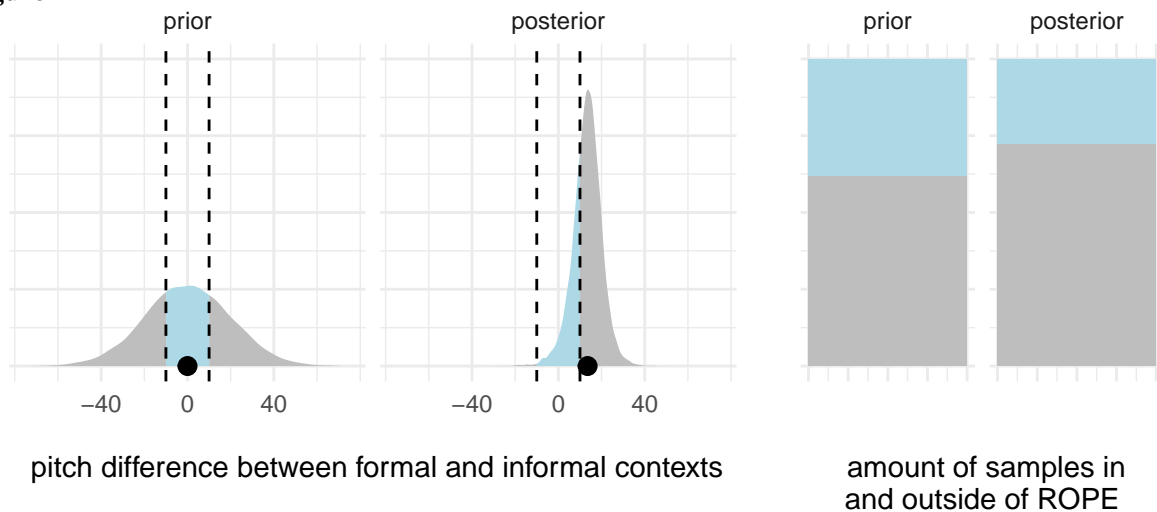 prior
posterior
prior
posterior
−40
0
40
−40
0
40
pitch difference between formal and informal contexts
amount of samples in
and outside of ROPE